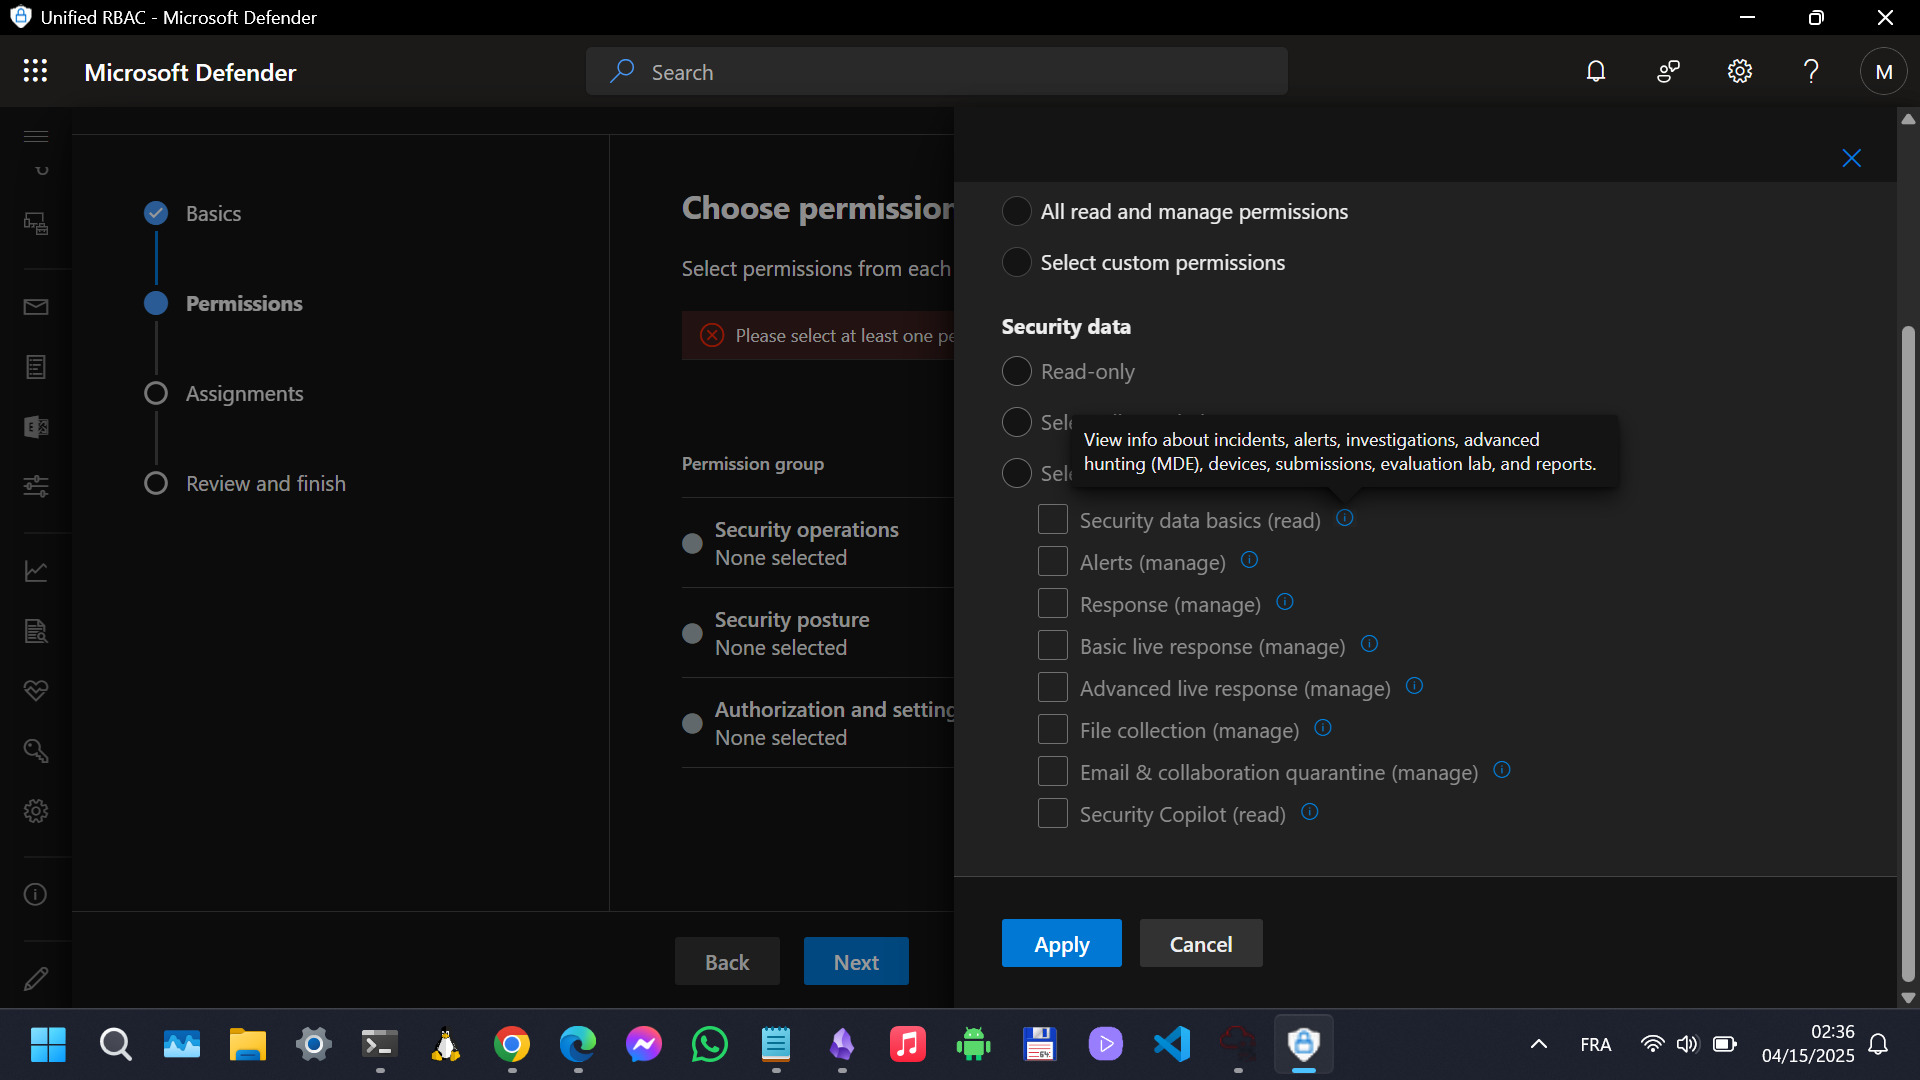 Unified RBAC - Microsoft Defender
Microsoft Defender
Search
M
Basics
Permissions
Assignments
Review and finish
Choose permission
Select permissions from each
Please select at least one pe
Permission group
Security operations
None selected
Security posture
None selected
Authorization and setting
None selected
Back
Next
All read and manage permissions
Select custom permissions
Security data
Read-only
Sele
View info about incidents, alerts, investigations, advanced
hunting (MDE), devices, submissions, evaluation lab, and reports.
Sele
Security data basics (read)
Alerts (manage)
Response (manage)
Basic live response (manage)
Advanced live response (manage)
File collection (manage)
Email & collaboration quarantine (manage)
Security Copilot (read)
Apply
Cancel
64
FRA
02:36
04/15/2025